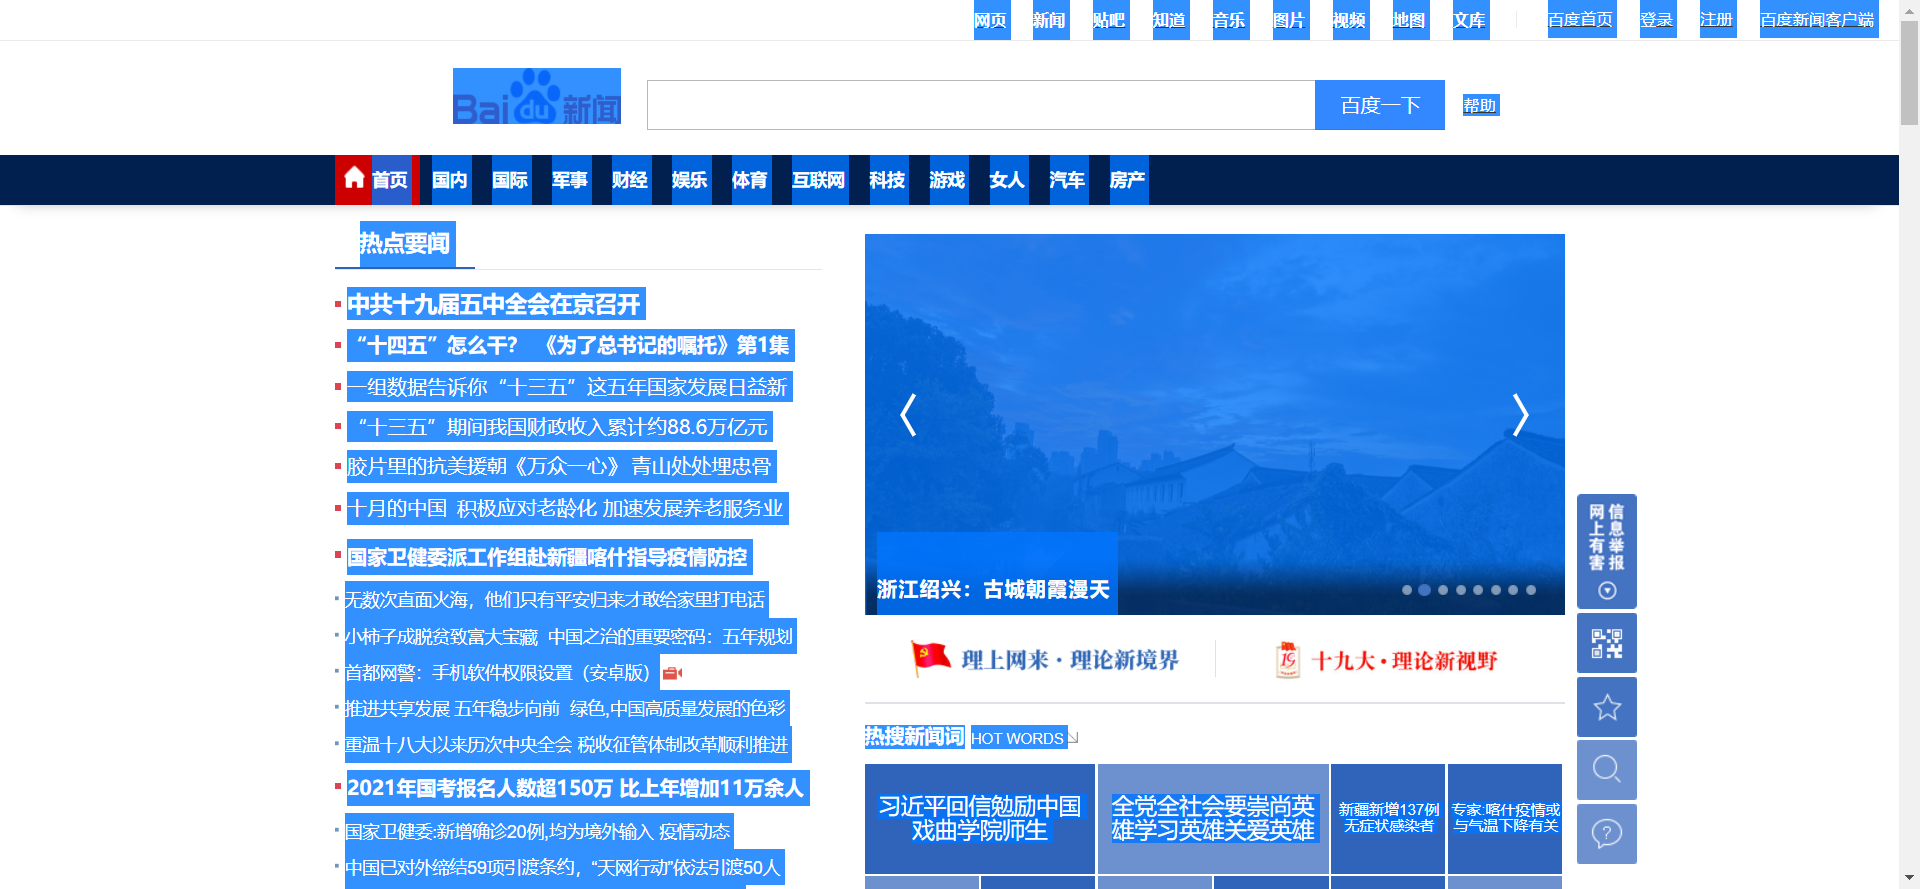 网页 新闻 贴吧 知道 音乐 图片 视频 地图 文库 百度首页 登录 注册 百度新闻客户端
Baidu新闻 百度一下 帮助
首页 国内 国际 军事 财经 娱乐 体育 互联网 科技 游戏 女人 汽车 房产
热点要闻
中共十九届五中全会在京召开
“十四五”怎么干？ 《为了总书记的嘱托》第1集
一组数据告诉你“十三五”这五年国家发展日益新
“十三五”期间我国财政收入累计约88.6万亿元
胶片里的抗美援朝《万众一心》 青山处处埋忠骨
十月的中国 积极应对老龄化 加速发展养老服务业
国家卫健委派工作组赴新疆喀什指导疫情防控
无数次直面火海，他们只有平安归来才敢给家里打电话
小柿子成脱贫致富大宝藏 中国之治的重要密码：五年规划
首都网警：手机软件权限设置（安卓版）
推进共享发展 五年稳步向前 绿色,中国高质量发展的色彩
重温十八大以来历次中央全会 税收征管体制改革顺利推进
2021年国考报名人数超150万 比上年增加11万余人
国家卫健委:新增确诊20例,均为境外输入 疫情动态
中国已对外缔结59项引渡条约，“天网行动”依法引渡50人
浙江绍兴：古城朝霞漫天
理上网来·理论新境界
19
十九大·理论新视野
热搜新闻词 HOT WORDS
习近平回信勉励中国
戏曲学院师生
全党全社会要崇尚英
雄学习英雄关爱英雄
新疆新增137例
无症状感染者
专家:喀什疫情或
与气温下降有关
网上有害
信息举报